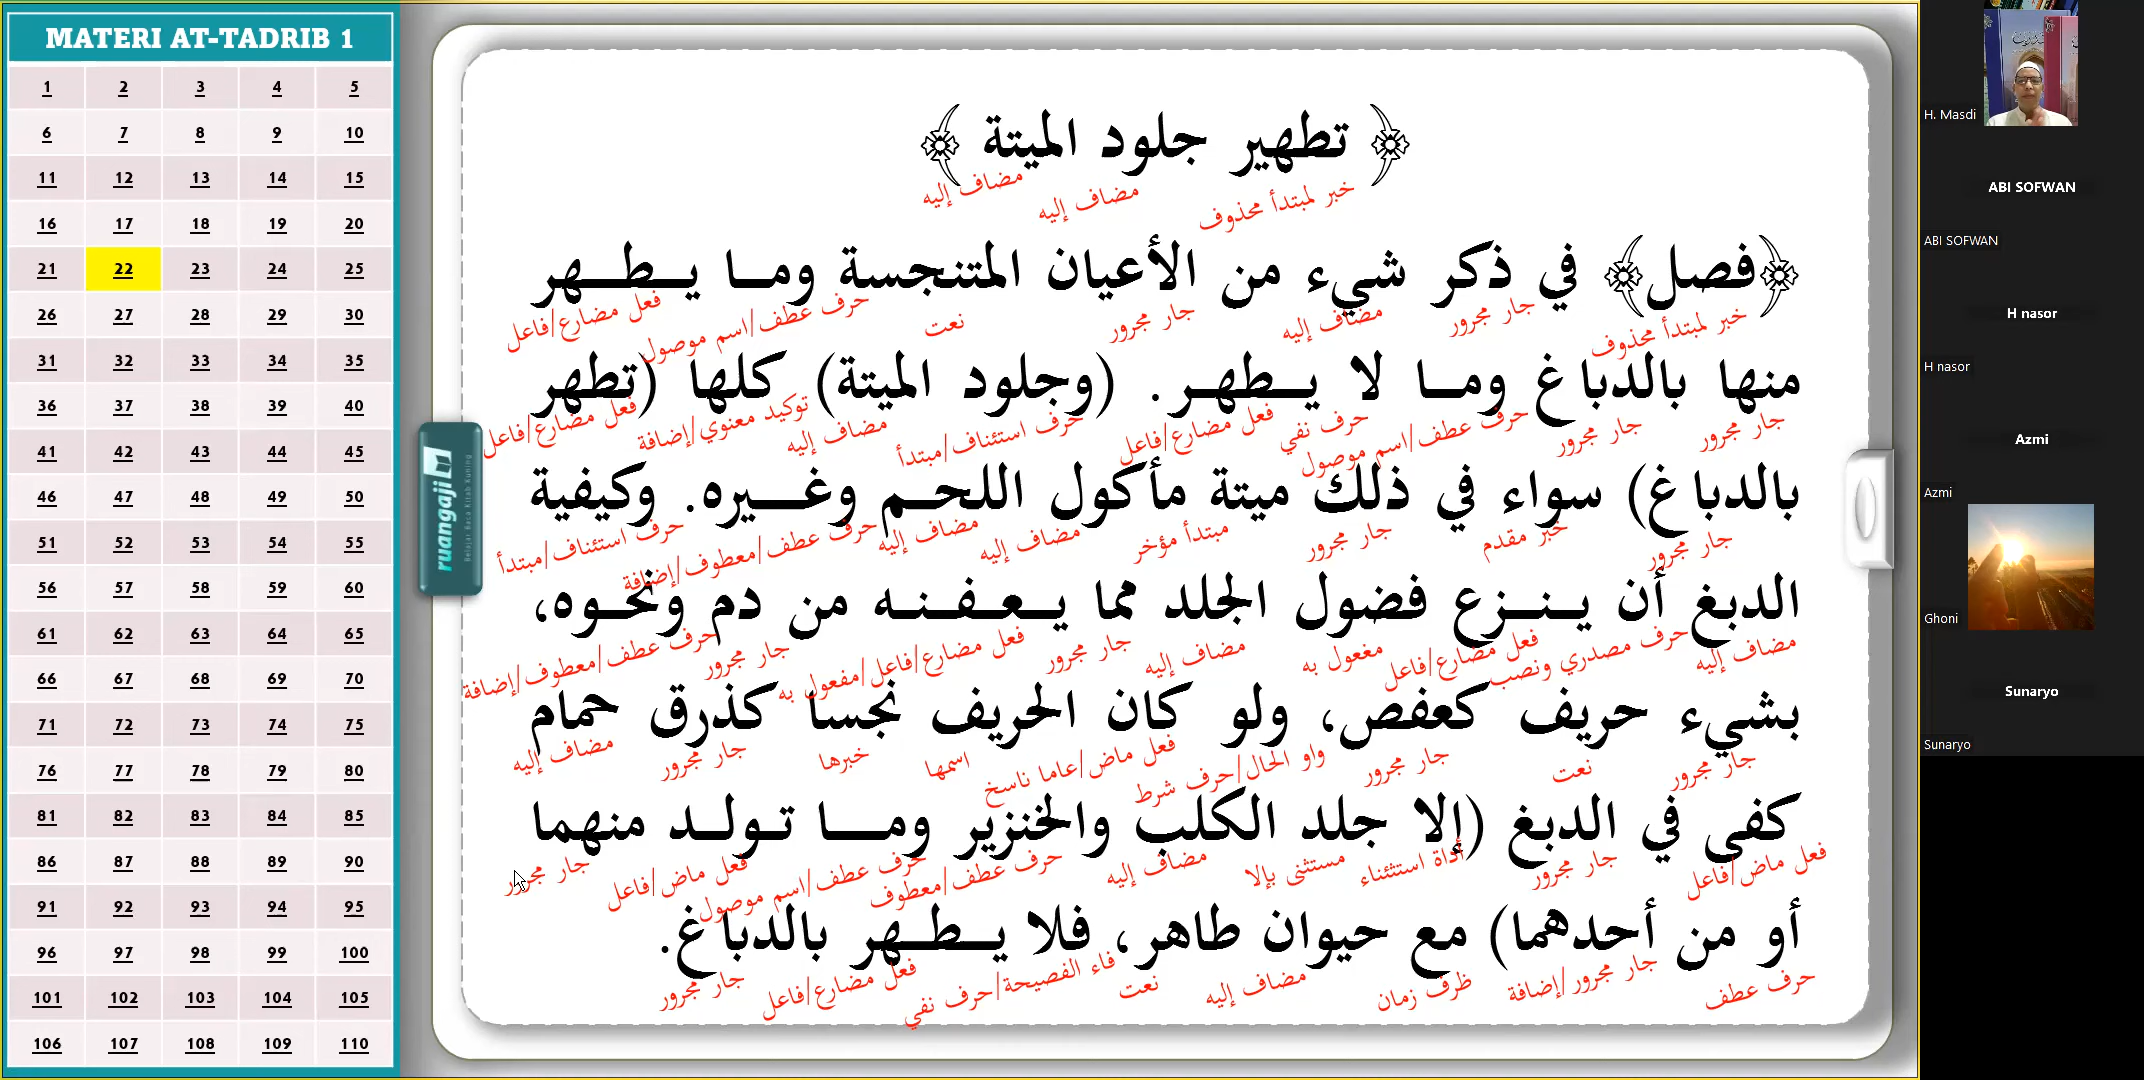 MATERI AT-TADRIB 1
1 2 3 4 5
6 7 8 9 10
11 12 13 14 15
16 17 18 19 20
21 22 23 24 25
26 27 28 29 30
31 32 33 34 35
36 37 38 39 40
41 42 43 44 45
46 47 48 49 50
51 52 53 54 55
56 57 58 59 60
61 62 63 64 65
66 67 68 69 70
71 72 73 74 75
76 77 78 79 80
81 82 83 84 85
86 87 88 89 90
91 92 93 94 95
96 97 98 99 100
101 102 103 104 105
106 107 108 109 110
ruangaji
Belajar Baca Kitab Kuning
﴿ تطهير جلود الميتة ﴾
خبر لمبتدأ محذوف مضاف إليه مضاف إليه
﴿فصل﴾ في ذكر شيء من الأعيان المتنجسة وما يطهر
خبر لمبتدأ محذوف جار مجرور مضاف إليه جار مجرور نعت حرف عطف/اسم موصول فعل مضارع/فاعل
منها بالدباغ وما لا يطهر. (وجلود الميتة) كلها (تطهر
جار مجرور جار مجرور حرف عطف/اسم موصول حرف نفي فعل مضارع/فاعل حرف استئناف/مبتدأ مضاف إليه توكيد معنوي/إضافة فعل مضارع/فاعل
بالدباغ) سواء في ذلك ميتة مأكول اللحم وغيره. وكيفية
جار مجرور خبر مقدم جار مجرور مبتدأ مؤخر مضاف إليه مضاف إليه حرف عطف/معطوف/إضافة حرف استئناف/مبتدأ
الدبغ أن ينزع فضول الجلد مما يعفنه من دم ونحوه،
مضاف إليه حرف مصدري ونصب فعل مضارع/فاعل مغعول به مضاف إليه جار مجرور فعل مضارع/فاعل/مفعول به جار مجرور حرف عطف/معطوف/إضافة
بشيء حريف كعفص، ولو كان الحريف نجسا كذرق حمام
جار مجرور نعت جار مجرور واو الحال/حرف شرط فعل ماض/عاما ناسخ اسمها خبرها جار مجرور مضاف إليه
كفى في الدبغ (إلا جلد الكلب والخنزير وما تولد منهما
فعل ماض/فاعل جار مجرور أداة استثناء مستثنى بإلا مضاف إليه حرف عطف/معطوف حرف عطف/اسم موصول فعل ماض/فاعل جار مجرور
أو من أحدهما) مع حيوان طاهر، فلا يطهر بالدباغ.
حرف عطف جار مجرور/إضافة ظرف زمان مضاف إليه نعت فاء الفصيحة/حرف نفي فعل مضارع/فاعل جار مجرور
H. Masdi
ABI SOFWAN
ABI SOFWAN
H nasor
H nasor
Azmi
Azmi
Ghoni
Sunaryo
Sunaryo